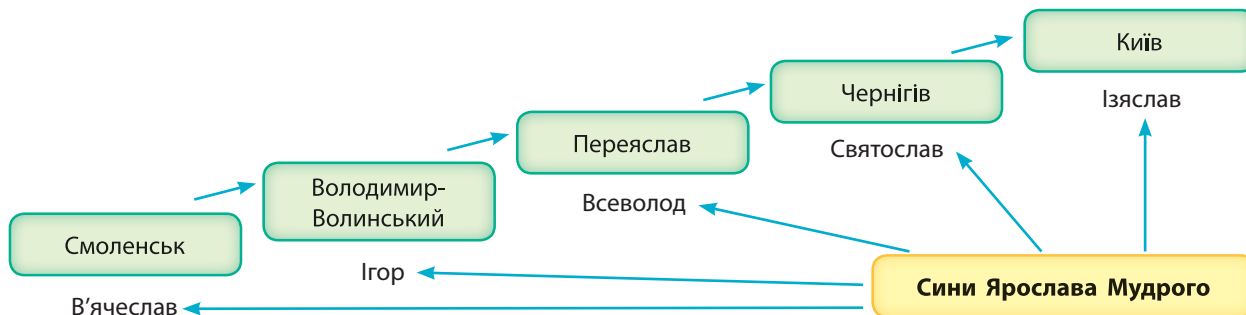 Київ
Ізяслав
Чернігів
Святослав
Переяслав
Всеволод
Володимир-
Волинський
Ігор
Смоленськ
В’ячеслав
Сини Ярослава Мудрого